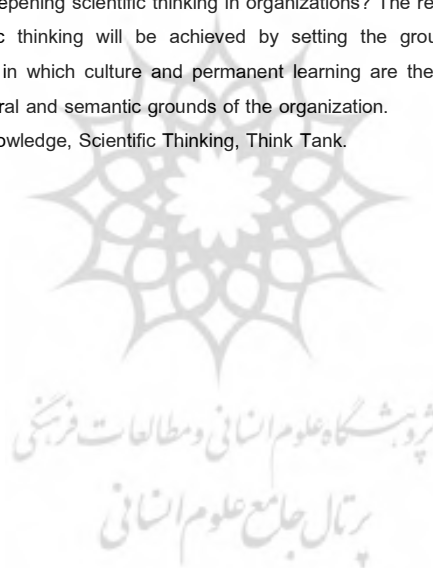 epening scientific thinking in organizations? The re
c thinking will be achieved by setting the grou
in which culture and permanent learning are the
ral and semantic grounds of the organization.
owledge, Scientific Thinking, Think Tank.
پژوهشگاه علوم انسانی و مطالعات فرهنگی
پرتال جامع علوم انسانی